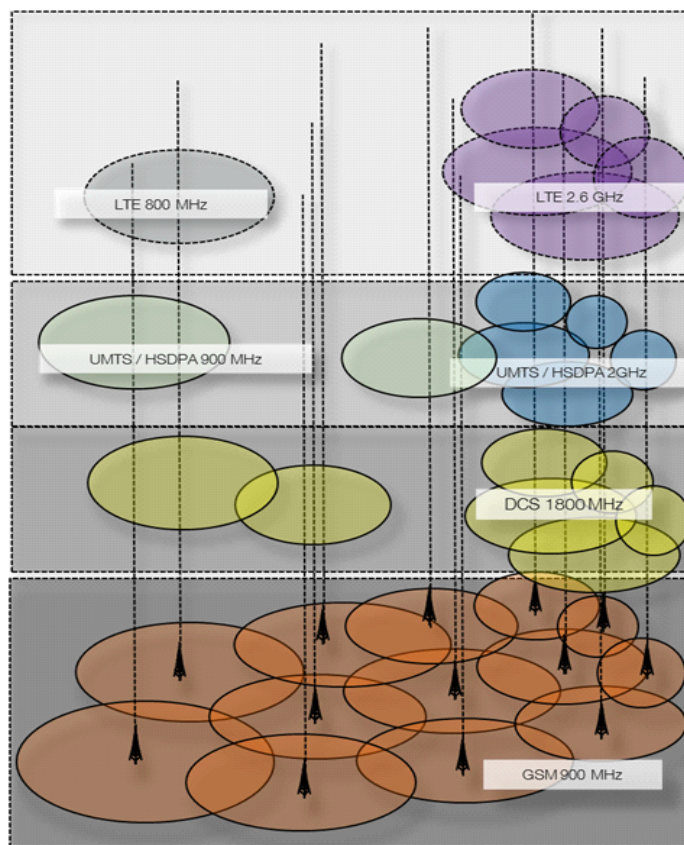 LTE 800 MHz
LTE 2.6 GHz
UMTS / HSDPA 900 MHz
UMTS / HSDPA 2GHz
DCS 1800 MHz
GSM 900 MHz